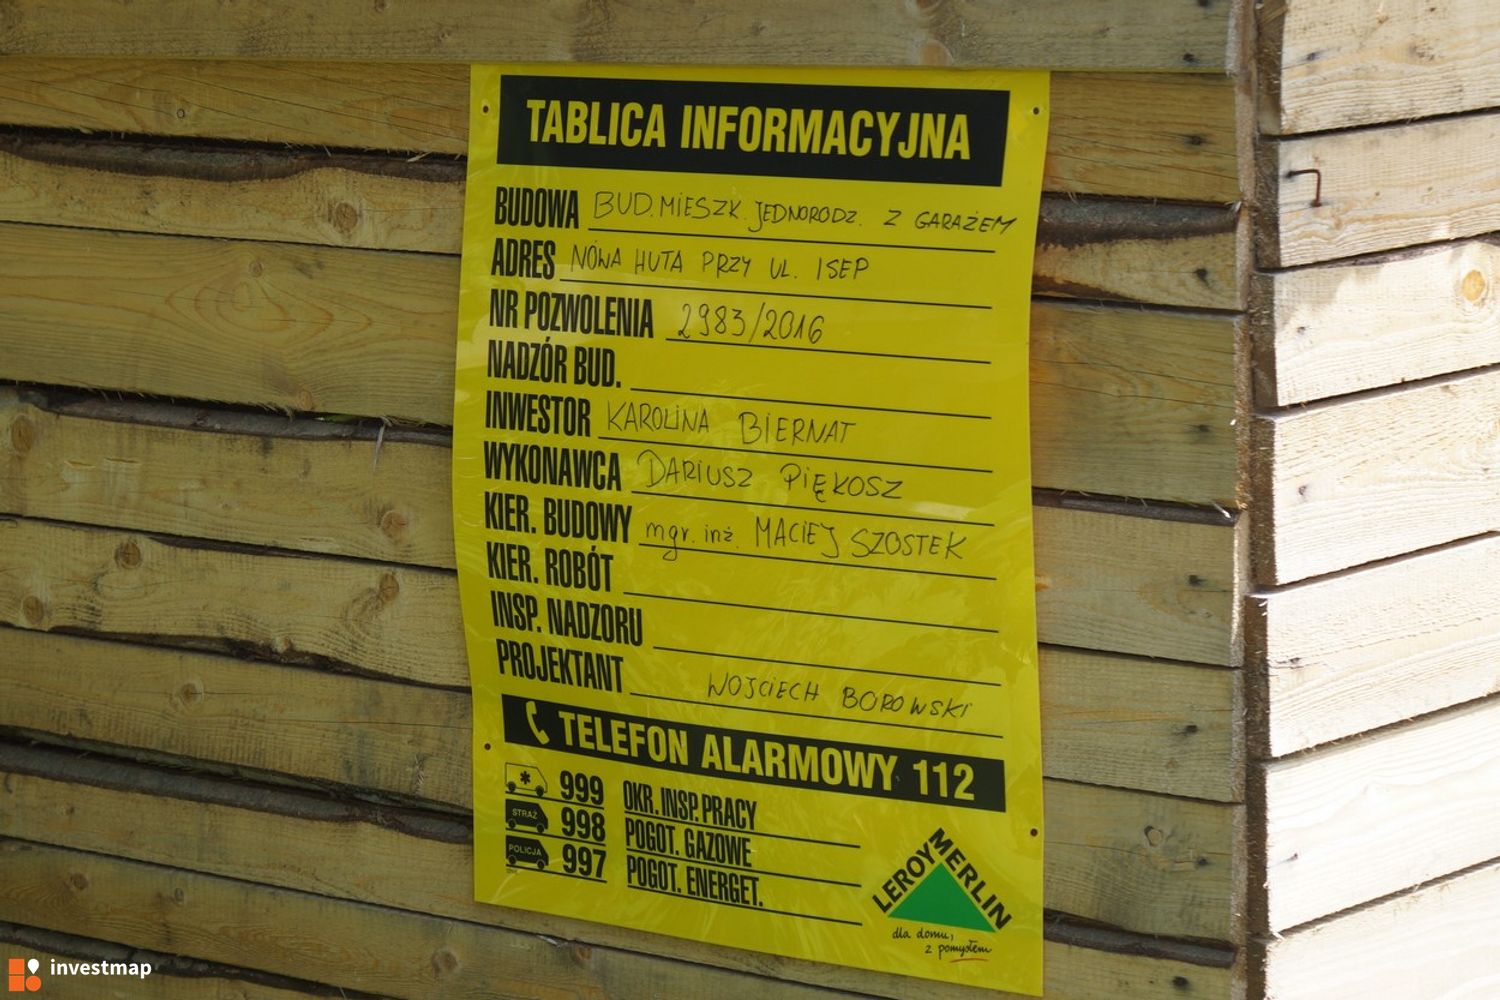 TABLICA INFORMACYJNA
BUDOWA BUD. MIESZK. JEDNORODZ. Z GARAŻEM
ADRES NOWA HUTA PRZY UL. ISEP
NR POZWOLENIA 2983/2016
NADZÓR BUD.
INWESTOR KAROLINA BIERNAT
WYKONAWCA DARIUSZ PIĘKOSZ
KIER. BUDOWY mgr. inż. MACIEJ SZOSTEK
KIER. ROBÓT
INSP. NADZORU
PROJEKTANT WOJCIECH BOROWSKI
TELEFON ALARMOWY 112
999 OKR. INSP. PRACY
STRAŻ 998 POGOT. GAZOWE
POLICJA 997 POGOT. ENERGET.
LEROY MERLIN
dla domu,
z pomysłem
investmap